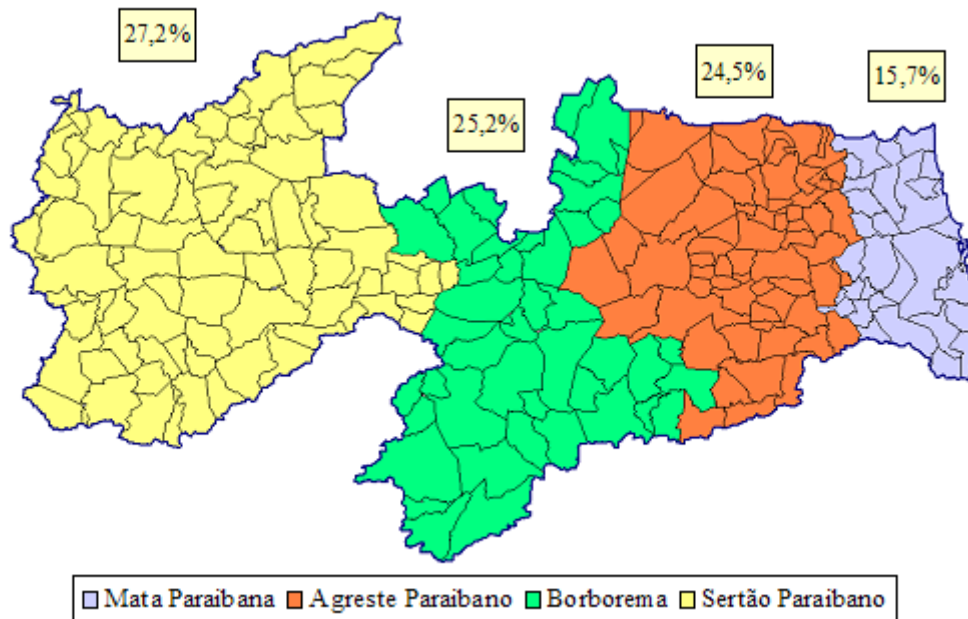 27,2%
25,2%
24,5%
15,7%
Mata Paraibana Agreste Paraibano Borborema Sertão Paraibano